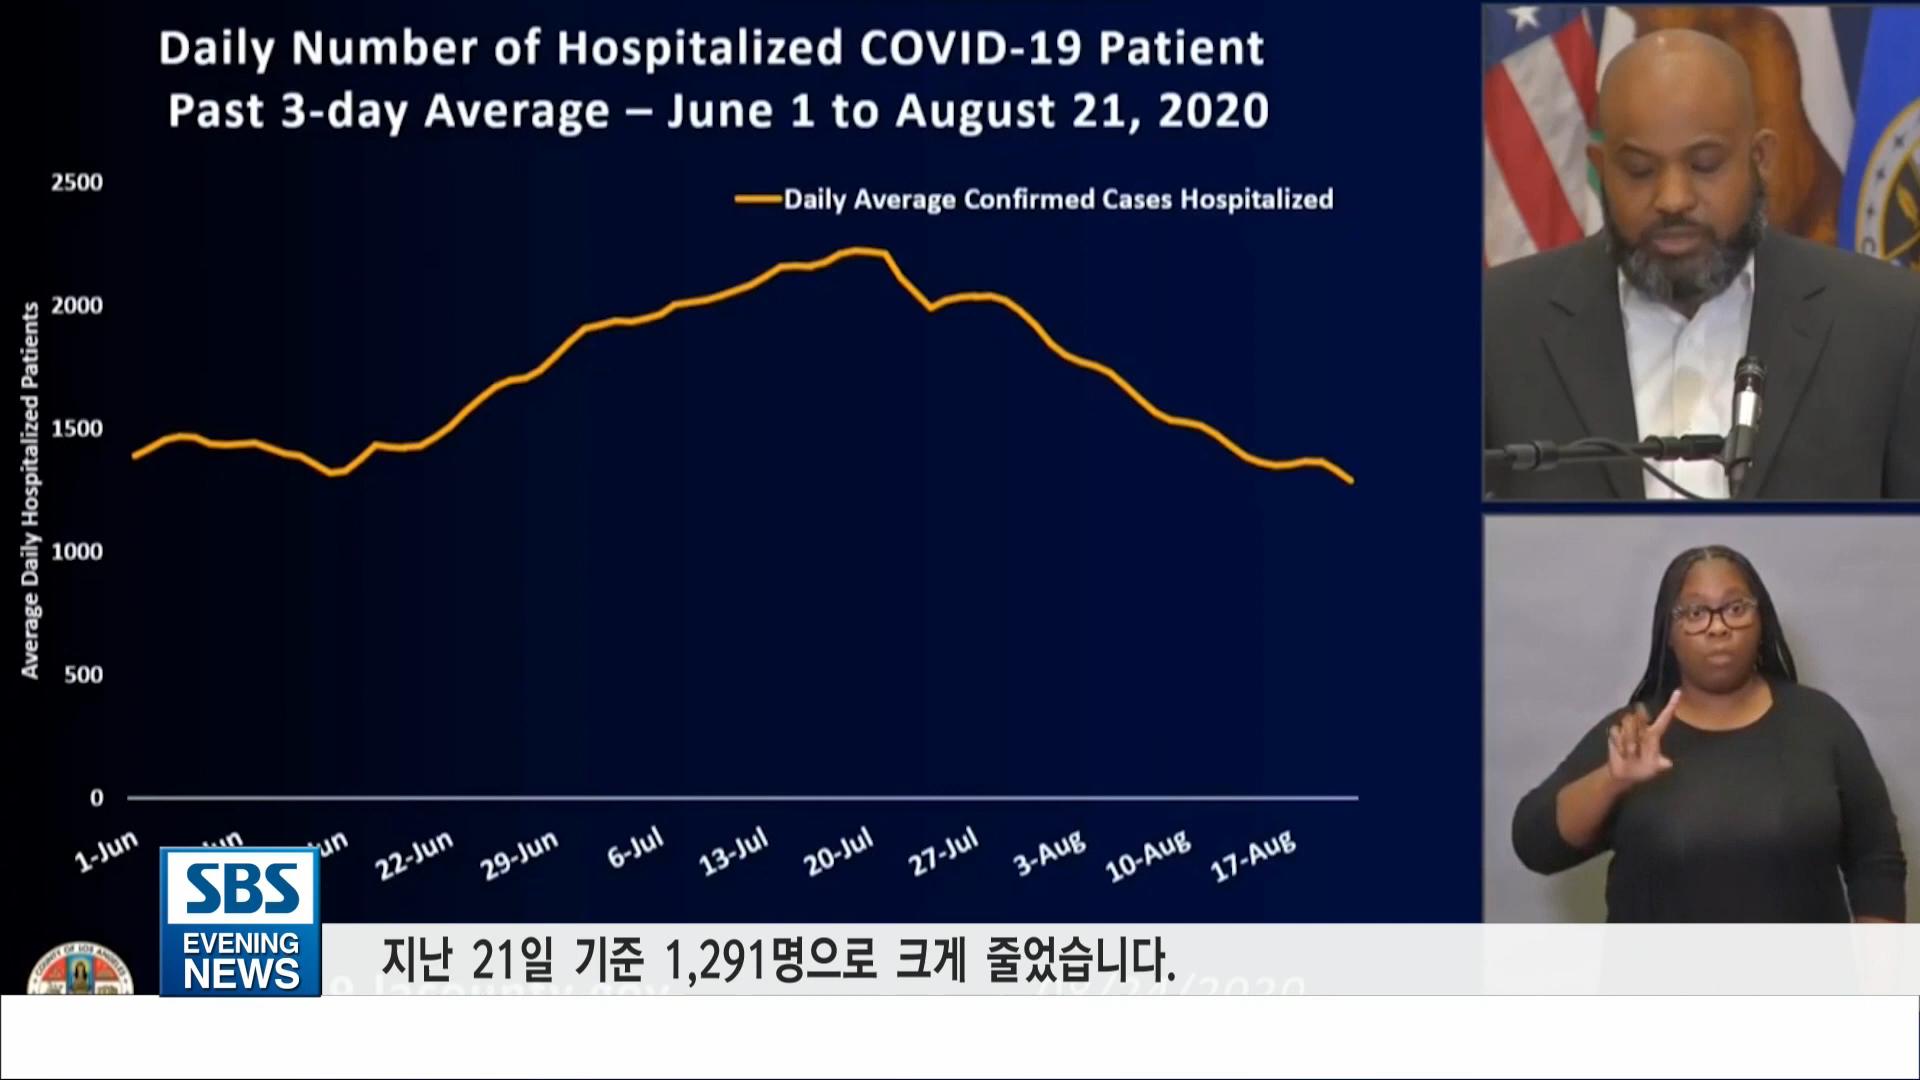 Daily Number of Hospitalized COVID-19 Patient
Past 3-day Average – June 1 to August 21, 2020
Daily Average Confirmed Cases Hospitalized
Average Daily Hospitalized Patients
2500
2000
1500
1000
500
0
1-Jun
22-Jun
29-Jun
6-Jul
13-Jul
20-Jul
27-Jul
3-Aug
10-Aug
17-Aug
COUNTY OF LOS ANGELES
SBS
EVENING
NEWS
지난 21일 기준 1,291명으로 크게 줄었습니다.